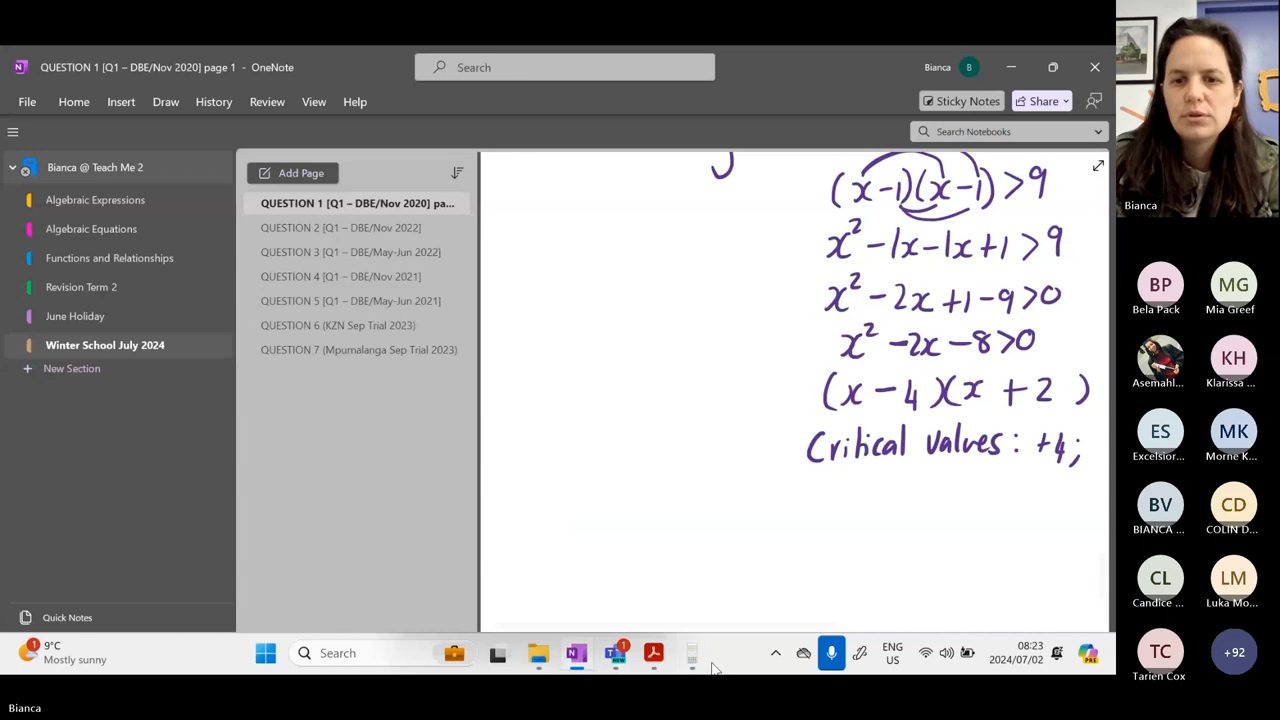 QUESTION 1 [Q1 – DBE/Nov 2020] page 1 - OneNote
Search
Bianca
B
File
Home
Insert
Draw
History
Review
View
Help
Sticky Notes
Share
Search Notebooks
Bianca @ Teach Me 2
Algebraic Expressions
Algebraic Equations
Functions and Relationships
Revision Term 2
June Holiday
Winter School July 2024
+ New Section
Quick Notes
Add Page
QUESTION 1 [Q1 – DBE/Nov 2020] pa...
QUESTION 2 [Q1 – DBE/Nov 2022]
QUESTION 3 [Q1 – DBE/May-Jun 2022]
QUESTION 4 [Q1 – DBE/Nov 2021]
QUESTION 5 [Q1 – DBE/May-Jun 2021]
QUESTION 6 (KZN Sep Trial 2023)
QUESTION 7 (Mpumalanga Sep Trial 2023)
(x-1)(x-1)>9
x² -1x-1x+1>9
x² -2x+1-9>0
x² -2x-8>0
(x-4)(x+2 )
Critical values: +4;
Bianca
BP
Bela Pack
MG
Mia Greef
Asemahl...
KH
Klarissa ...
ES
Excelsior...
MK
Morne K...
BV
BIANCA ...
CD
COLIN D...
CL
Candice ...
LM
Luka Mo...
TC
Tarien Cox
+92
1
9°C
Mostly sunny
Search
1
NEW
ENG
US
08:23
2024/07/02
PRE
Bianca